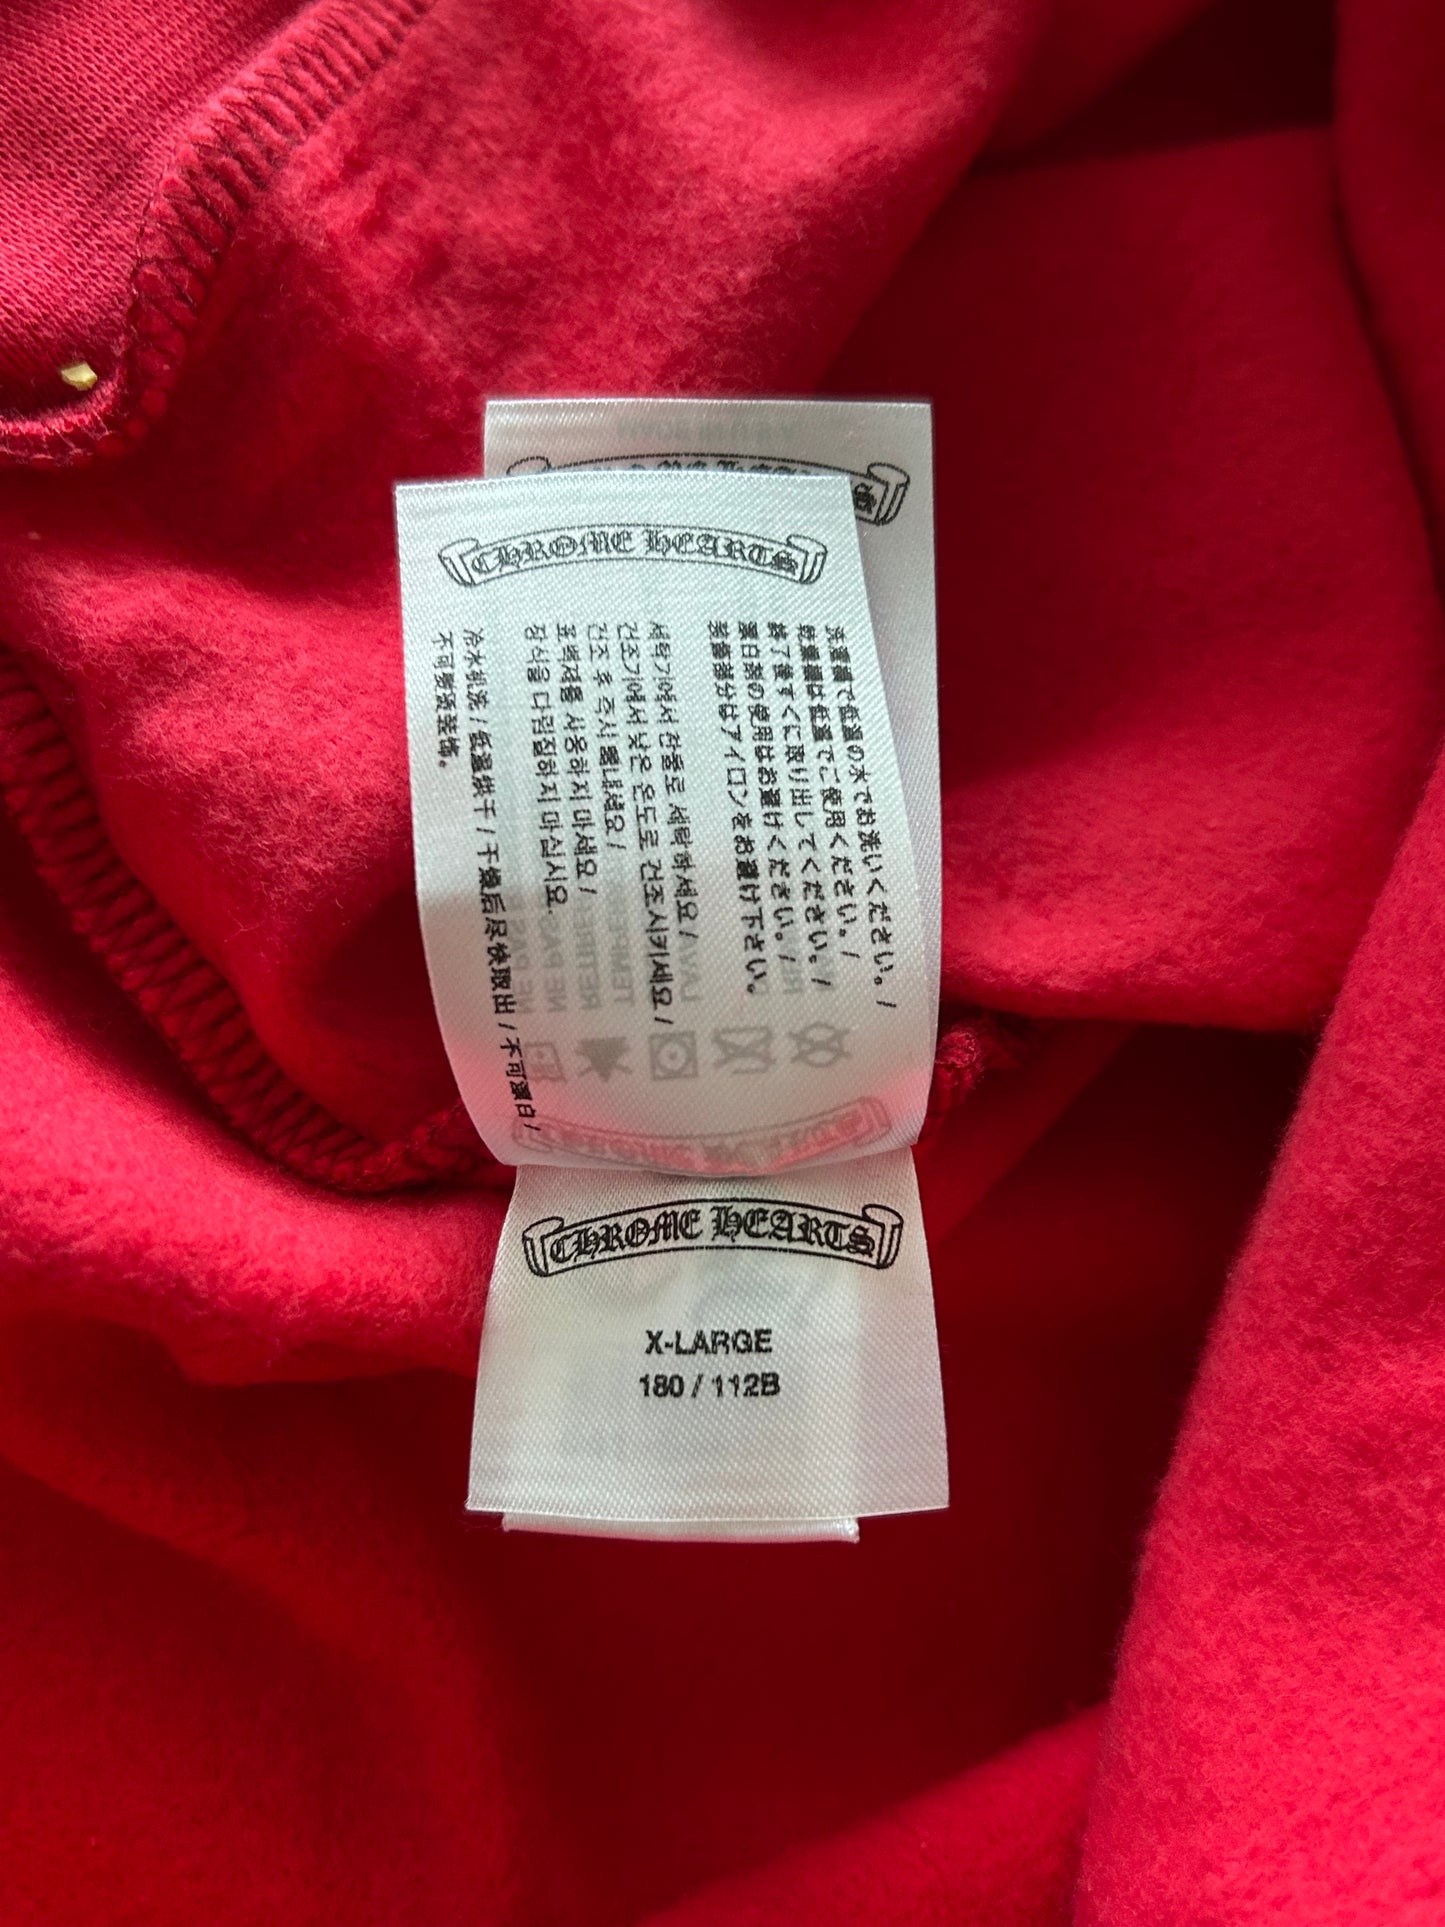 CHROME HEARTS
洗濯機で低温の水でお洗いください。/
乾燥機は低温でご使用ください。/
終了後すぐに取り出してください。/
漂白剤の使用はお避けください。/
装飾部分はアイロンをお避け下さい。
세탁기에서 찬물로 세탁하세요 /
건조기에서 낮은 온도로 건조시키세요 /
건조 후 즉시 꺼내세요 /
표백제를 사용하지 마세요 /
장식을 다림질하지 마십시오.
冷水机洗 / 低温烘干 / 干燥后尽快取出 / 不可漂白 /
不可熨烫装饰。
CHROME HEARTS
X-LARGE
180 / 112B